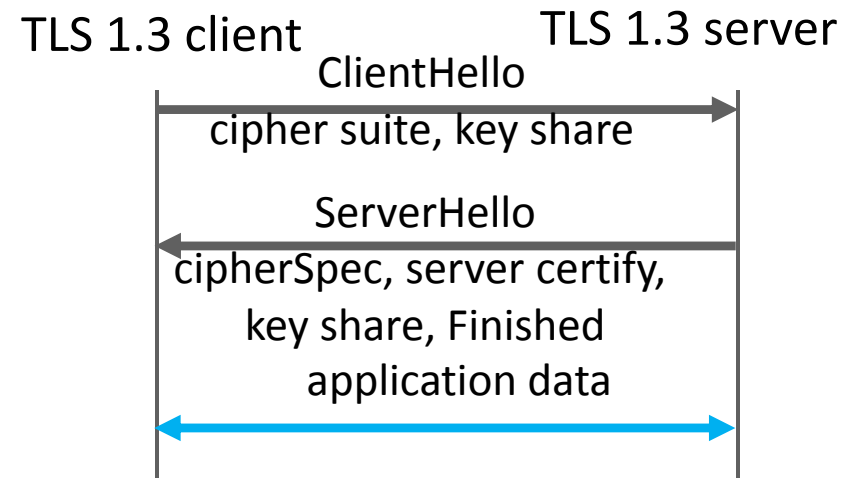 TLS 1.3 client
TLS 1.3 server
ClientHello
cipher suite, key share
ServerHello
cipherSpec, server certify,
key share, Finished
application data